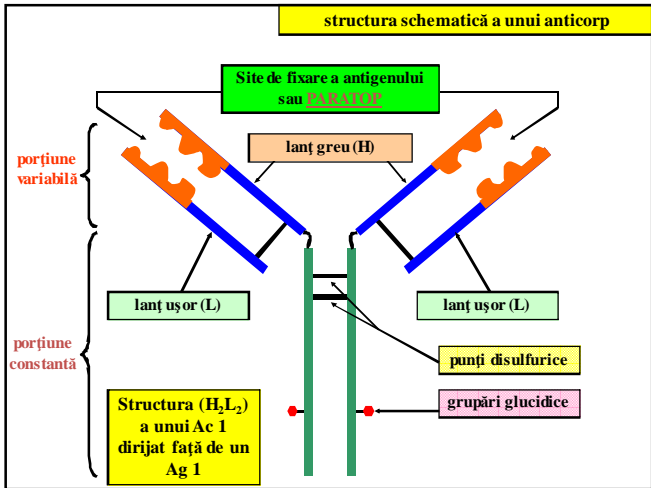 structura schematică a unui anticorp
Site de fixare a antigenului
sau PARATOP
porţiune
variabilă
lanţ greu (H)
lanţ uşor (L)
lanţ uşor (L)
porţiune
constantă
punţi disulfurice
grupări glucidice
Structura (H₂L₂)
a unui Ac 1
dirijat faţă de un
Ag 1